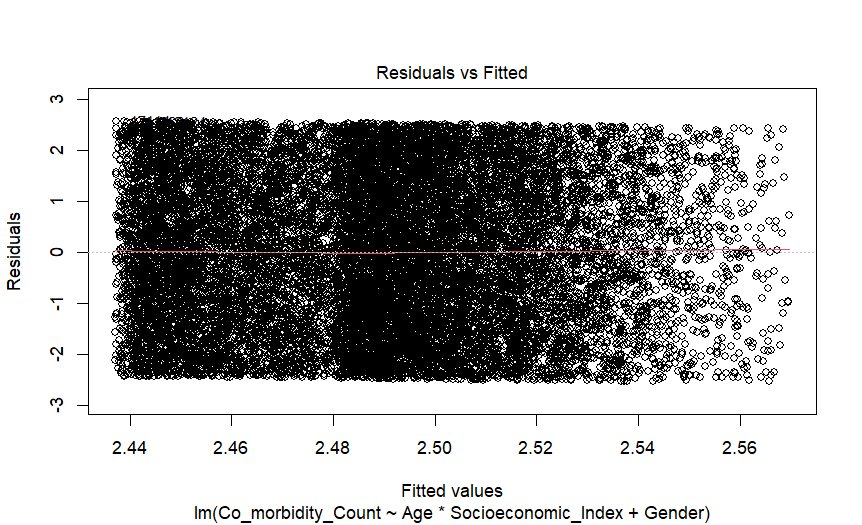 Residuals vs Fitted
3
2
1
0
-1
-2
-3
Residuals
2.44 2.46 2.48 2.50 2.52 2.54 2.56
Fitted values
lm(Co_morbidity_Count ~ Age * Socioeconomic_Index + Gender)